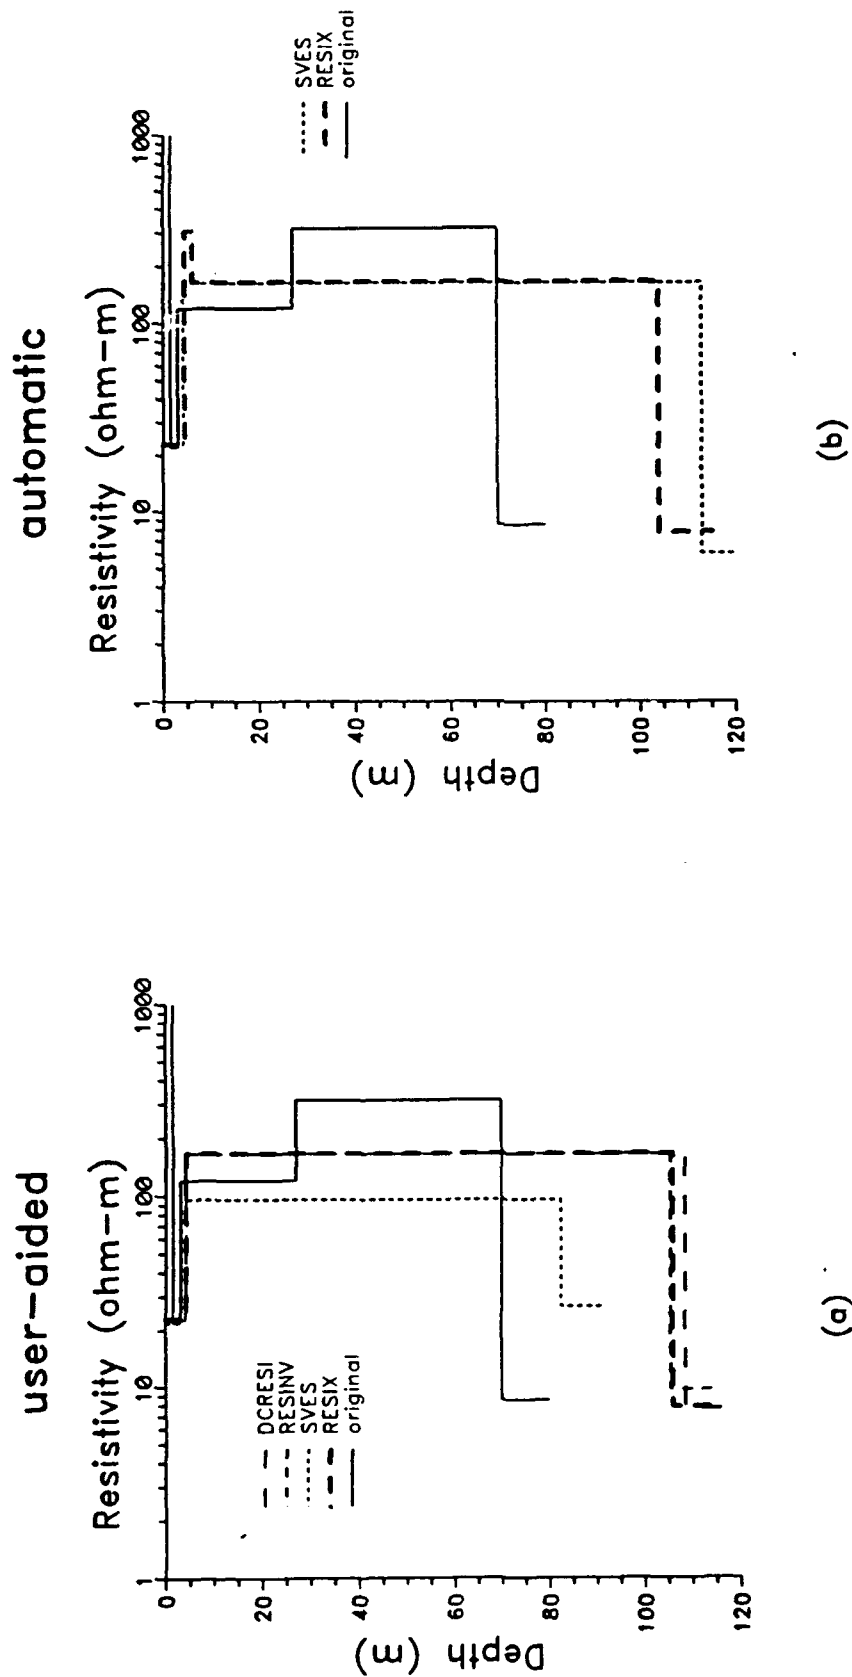 user-aided
Resistivity (ohm-m)
1 10 100 1000
0
20
40
60
80
100
120
Depth (m)
DCRESI
RESINV
SVES
RESIX
original
(a)
automatic
Resistivity (ohm-m)
1 10 100 1000
0
20
40
60
80
100
120
Depth (m)
SVES
RESIX
original
(b)